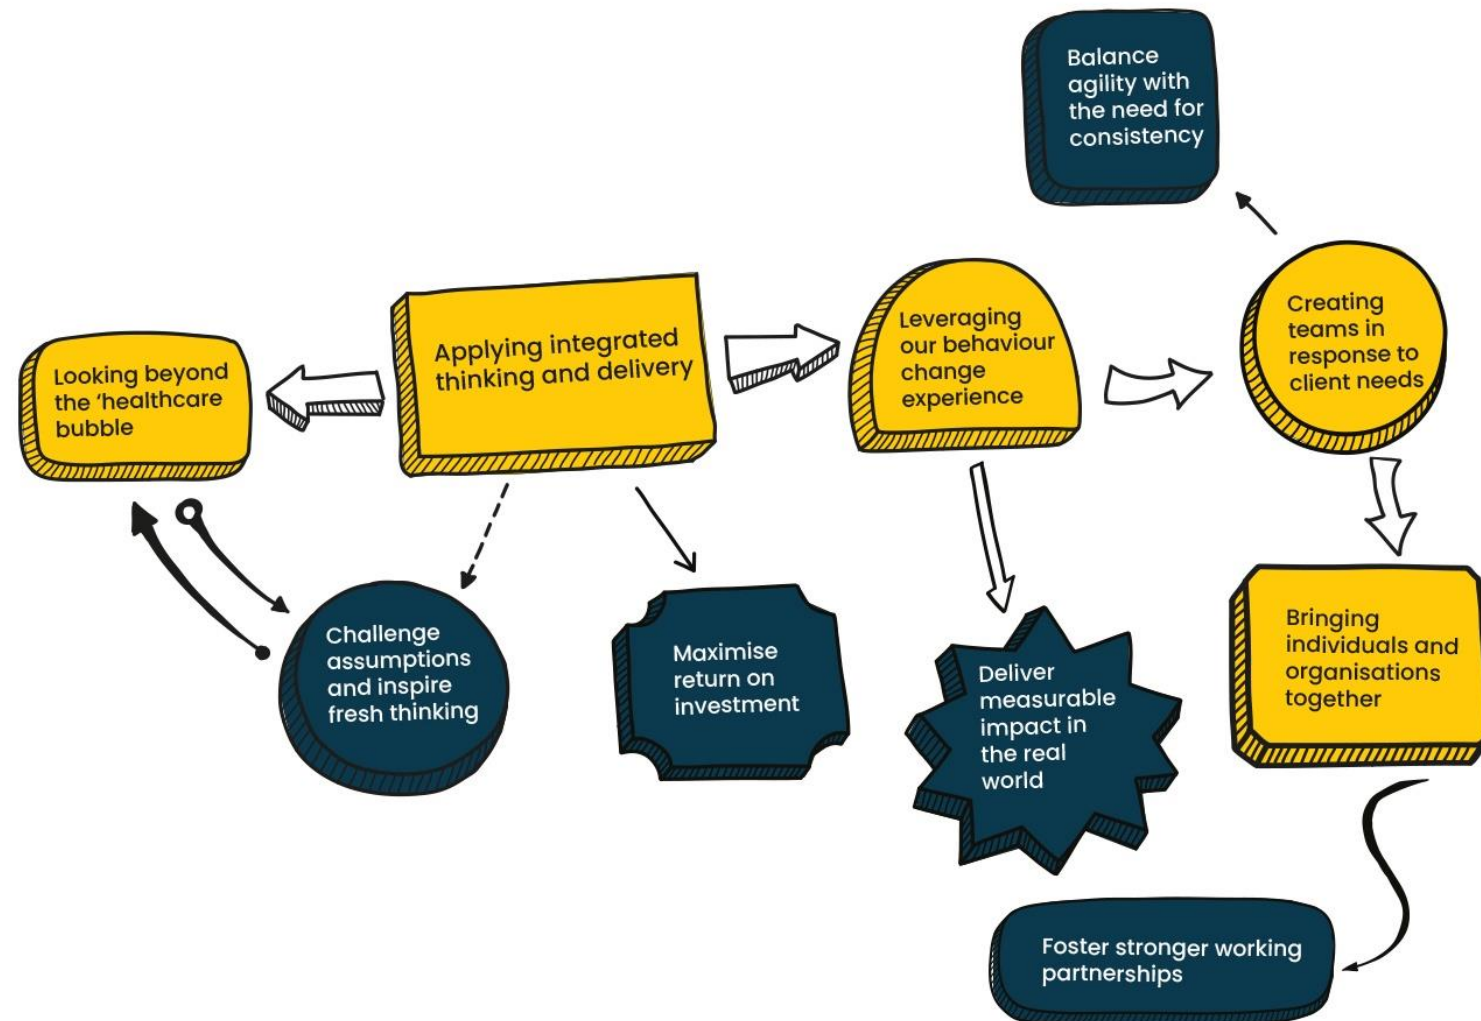 Balance
agility with
the need for
consistency
Applying integrated
thinking and delivery
Leveraging
our behaviour
change
experience
Creating
teams in
response to
client needs
Looking beyond
the ‘healthcare
bubble
Challenge
assumptions
and inspire
fresh thinking
Maximise
return on
investment
Deliver
measurable
impact in
the real
world
Bringing
individuals and
organisations
together
Foster stronger working
partnerships